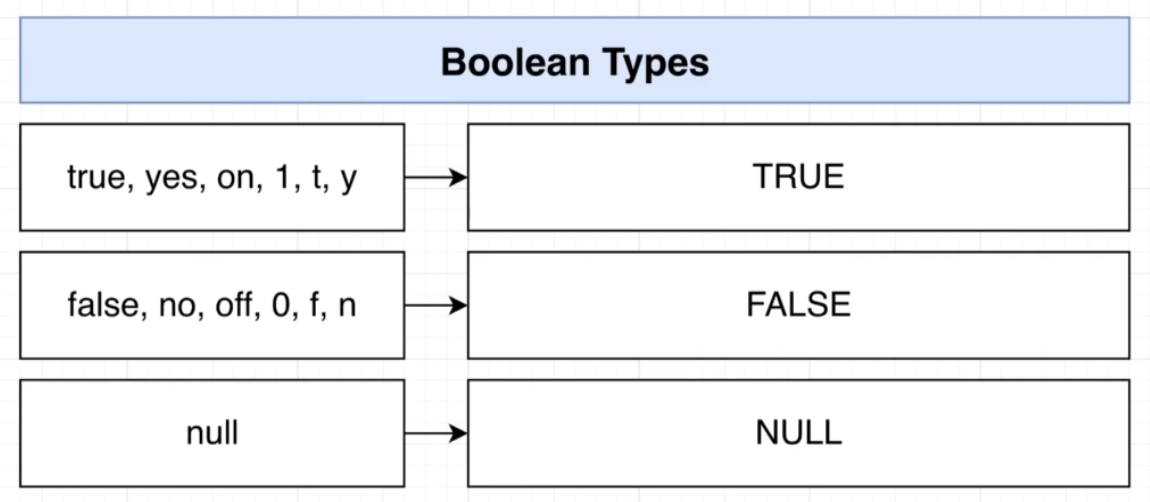 Boolean Types
true, yes, on, 1, t, y
TRUE
false, no, off, 0, f, n
FALSE
null
NULL